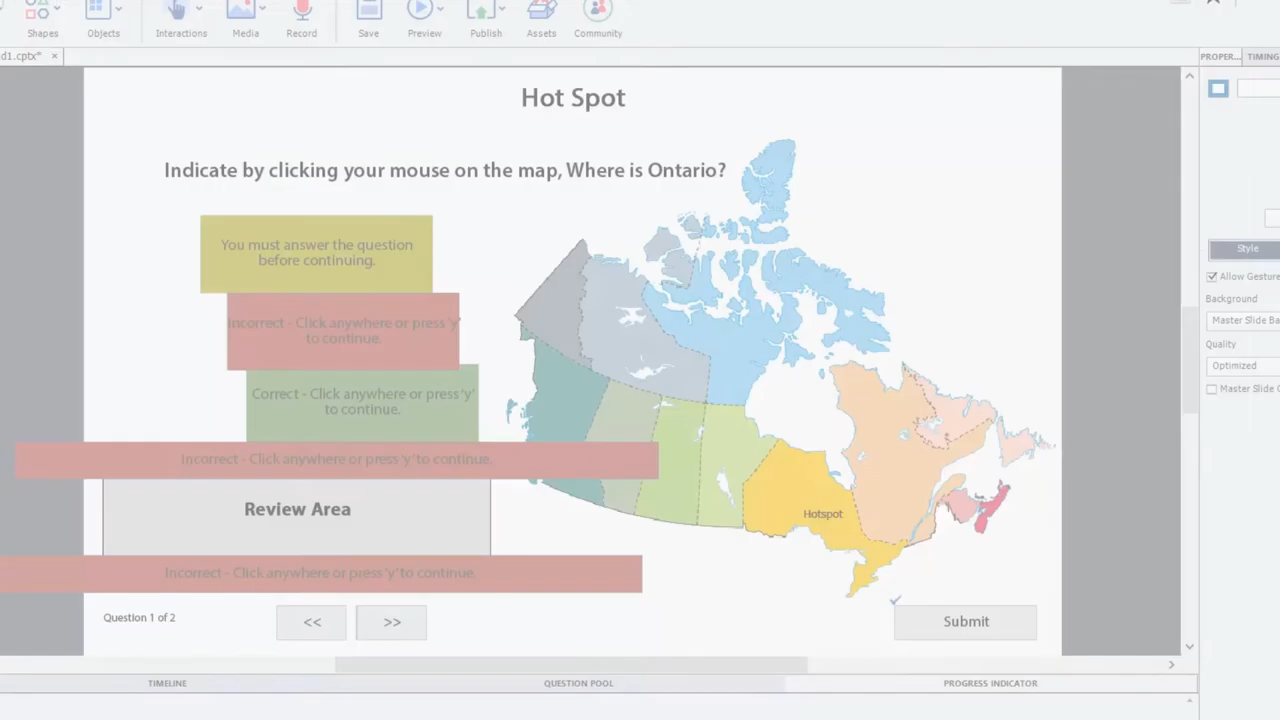 Shapes
Objects
Interactions
Media
Record
Save
Preview
Publish
Assets
Community
d1.cptx*
×
PROPER...
TIMING
Hot Spot
Indicate by clicking your mouse on the map, Where is Ontario?
You must answer the question
before continuing.
Incorrect - Click anywhere or press 'y'
to continue.
Correct - Click anywhere or press 'y'
to continue.
Incorrect - Click anywhere or press 'y' to continue.
Review Area
Incorrect - Click anywhere or press 'y' to continue.
Hotspot
Question 1 of 2
<<
>>
Submit
Style
Allow Gesture
Background
Master Slide Ba
Quality
Optimized
Master Slide
TIMELINE
QUESTION POOL
PROGRESS INDICATOR